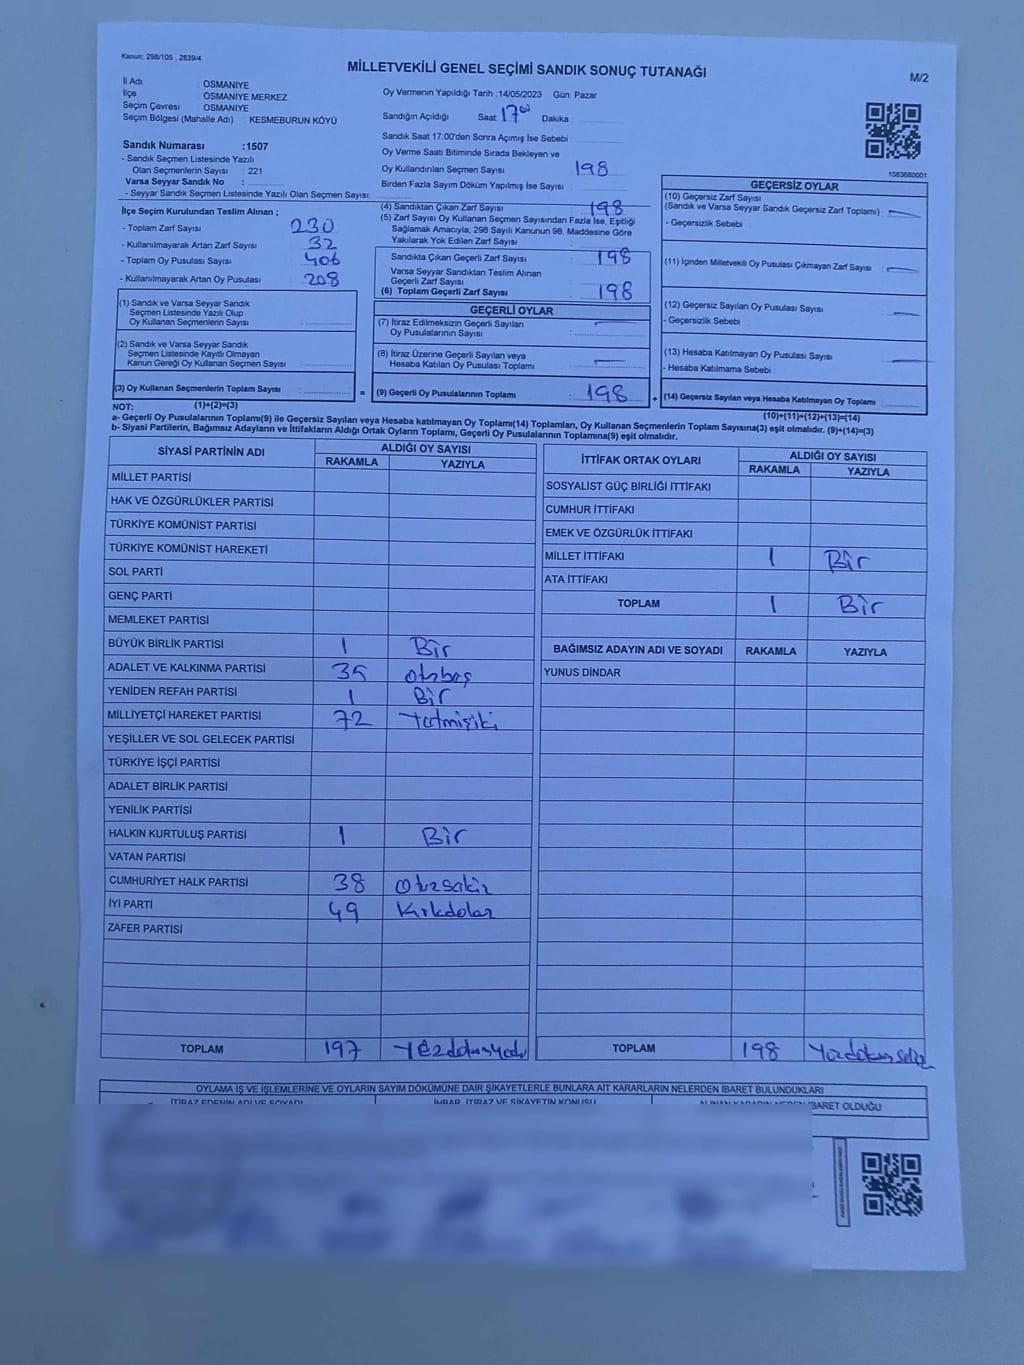 Kanun: 298/105 , 2839/4
MİLLETVEKİLİ GENEL SEÇİMİ SANDIK SONUÇ TUTANAĞI
M/2
İl Adı : OSMANIYE
İlçe : OSMANIYE MERKEZ
Seçim Çevresi : OSMANIYE
Seçim Bölgesi (Mahalle Adı) : KESMEBURUN KÖYÜ
Sandık Numarası :1507
- Sandık Seçmen Listesinde Yazılı
Olan Seçmenlerin Sayısı : 221
Varsa Seyyar Sandık No :
- Seyyar Sandık Seçmen Listesinde Yazılı Olan Seçmen Sayısı:
İlçe Seçim Kurulundan Teslim Alınan ;
- Toplam Zarf Sayısı : 230
- Kullanılmayarak Artan Zarf Sayısı : 32
- Toplam Oy Pusulası Sayısı : 406
- Kullanılmayarak Artan Oy Pusulası : 208
(1) Sandık ve Varsa Seyyar Sandık
Seçmen Listesinde Yazılı Olup
Oy Kullanan Seçmenlerin Sayısı :
(2) Sandık ve Varsa Seyyar Sandık
Seçmen Listesinde Kayıtlı Olmayan
Kanun Gereği Oy Kullanan Seçmen Sayısı :
(3) Oy Kullanan Seçmenlerin Toplam Sayısı :
(1)+(2)=(3)
Oy Vermenin Yapıldığı Tarih :14/05/2023 Gün: Pazar
Sandığın Açıldığı Saat: 17⁰⁰ Dakika :
Sandık Saat 17.00'den Sonra Açımış İse Sebebi :
Oy Verme Saati Bitiminde Sırada Bekleyen ve
Oy Kullandırılan Seçmen Sayısı : 198
Birden Fazla Sayım Döküm Yapılmış İse Sayısı :
(4) Sandıktan Çıkan Zarf Sayısı : 198
(5) Zarf Sayısı Oy Kullanan Seçmen Sayısından Fazla İse, Eşitliği
Sağlamak Amacıyla; 298 Sayılı Kanunun 98. Maddesine Göre
Yakılarak Yok Edilen Zarf Sayısı :
Sandıkta Çıkan Geçerli Zarf Sayısı : 198
Varsa Seyyar Sandıktan Teslim Alınan
Geçerli Zarf Sayısı :
(6) Toplam Geçerli Zarf Sayısı : 198
GEÇERLİ OYLAR
(7) İtiraz Edilmeksizin Geçerli Sayılan
Oy Pusulalarının Sayısı :
(8) İtiraz Üzerine Geçerli Sayılan veya
Hesaba Katılan Oy Pusulası Toplamı :
= (9) Geçerli Oy Pusulalarının Toplamı : 198 +
1083680001
GEÇERSİZ OYLAR
(10) Geçersiz Zarf Sayısı
(Sandık ve Varsa Seyyar Sandık Geçersiz Zarf Toplamı) :
- Geçersizlik Sebebi :
(11) İçinden Milletvekili Oy Pusulası Çıkmayan Zarf Sayısı :
(12) Geçersiz Sayılan Oy Pusulası Sayısı :
- Geçersizlik Sebebi :
(13) Hesaba Katılmayan Oy Pusulası Sayısı :
- Hesaba Katılmama Sebebi :
(14) Geçersiz Sayılan veya Hesaba Katılmayan Oy Toplamı :
(10)+(11)+(12)+(13)=(14)
NOT:
a- Geçerli Oy Pusulalarının Toplamı(9) ile Geçersiz Sayılan veya Hesaba katılmayan Oy Toplamı(14) Toplamları, Oy Kullanan Seçmenlerin Toplam Sayısına(3) eşit olmalıdır. (9)+(14)=(3)
b- Siyasi Partilerin, Bağımsız Adayların ve İttifakların Aldığı Ortak Oyların Toplamı, Geçerli Oy Pusulalarının Toplamına(9) eşit olmalıdır.
SİYASİ PARTİNİN ADI ALDIĞI OY SAYISI
RAKAMLA YAZIYLA
MİLLET PARTİSİ
HAK VE ÖZGÜRLÜKLER PARTİSİ
TÜRKİYE KOMÜNİST PARTİSİ
TÜRKİYE KOMÜNİST HAREKETİ
SOL PARTİ
GENÇ PARTİ
MEMLEKET PARTİSİ
BÜYÜK BİRLİK PARTİSİ 1 Bir
ADALET VE KALKINMA PARTİSİ 35 otuzbeş
YENİDEN REFAH PARTİSİ 1 Bir
MİLLİYETÇİ HAREKET PARTİSİ 72 Yetmişiki
YEŞİLLER VE SOL GELECEK PARTİSİ
TÜRKİYE İŞÇİ PARTİSİ
ADALET BİRLİK PARTİSİ
YENİLİK PARTİSİ
HALKIN KURTULUŞ PARTİSİ 1 Bir
VATAN PARTİSİ
CUMHURİYET HALK PARTİSİ 38 Otuzsekiz
İYİ PARTİ 49 Kırkdokuz
ZAFER PARTİSİ
TOPLAM 197 Yüzdoksanyedi
İTTİFAK ORTAK OYLARI ALDIĞI OY SAYISI
RAKAMLA YAZIYLA
SOSYALİST GÜÇ BİRLİĞİ İTTİFAKI
CUMHUR İTTİFAKI
EMEK VE ÖZGÜRLÜK İTTİFAKI
MİLLET İTTİFAKI 1 Bir
ATA İTTİFAKI
TOPLAM 1 Bir
BAĞIMSIZ ADAYIN ADI VE SOYADI RAKAMLA YAZIYLA
YUNUS DİNDAR
TOPLAM 198 Yüzdoksansekiz
OYLAMA İŞ VE İŞLEMLERİNE VE OYLARIN SAYIM DÖKÜMÜNE DAİR ŞİKAYETLERLE BUNLARA AİT KARARLARIN NELERDEN İBARET BULUNDUKLARI
İTİRAZ EDENİN ADI VE SOYADI İHBAR, İTİRAZ VE ŞİKAYETİN KONUSU İBARET OLDUĞU